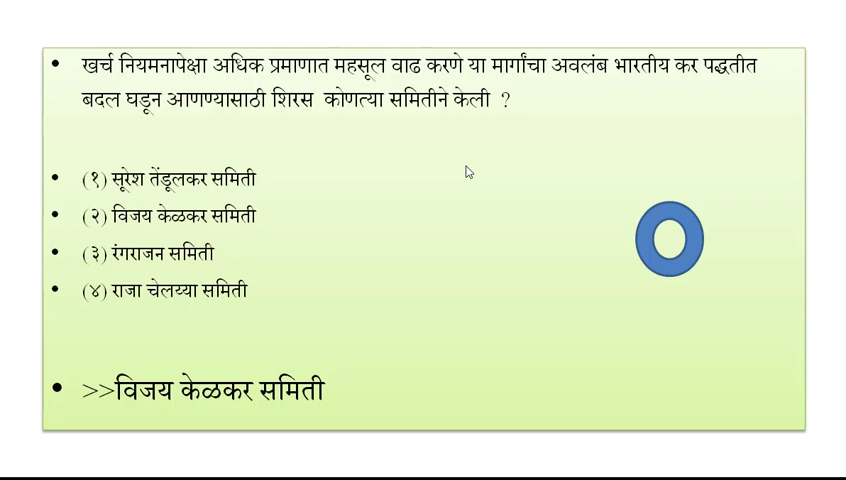 • खर्च नियमनापेक्षा अधिक प्रमाणात महसूल वाढ करणे या मार्गांचा अवलंब भारतीय कर पद्धतीत
बदल घडून आणण्यासाठी शिरस कोणत्या समितीने केली ?
• (१) सूरेश तेंडूलकर समिती
• (२) विजय केळकर समिती
• (३) रंगराजन समिती
• (४) राजा चेलय्या समिती
• >>विजय केळकर समिती